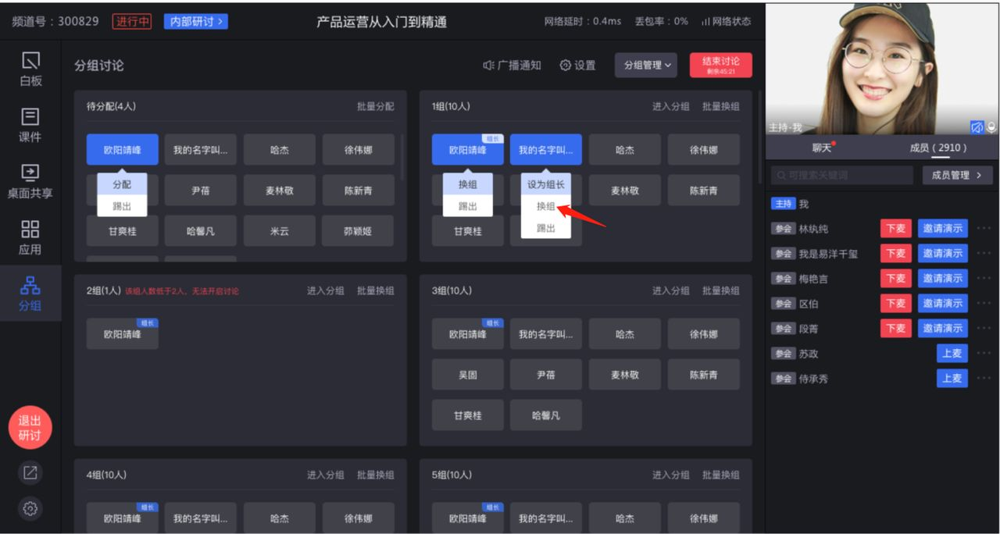 频道号：300829 进行中 内部研讨 > 产品运营从入门到精通 网络延时：0.4ms 丢包率：0% 网络状态
白板
课件
桌面共享
应用
分组
退出
研讨
分组讨论 广播通知 设置 分组管理 结束讨论
剩余45:21
待分配(4人) 批量分配
欧阳靖峰 我的名字叫... 哈杰 徐伟娜
分配 尹蓓 麦林敬 陈新青
踢出
甘爽桂 哈馨凡 米云 茆颖姬
1组(10人) 进入分组 批量换组
组长
欧阳靖峰 我的名字叫... 哈杰 徐伟娜
换组 设为组长 麦林敬 陈新青
踢出 换组
踢出
甘爽桂
2组(1人) 该组人数低于2人，无法开启讨论 进入分组 批量换组
组长
欧阳靖峰
3组(10人) 进入分组 批量换组
组长
欧阳靖峰 我的名字叫... 哈杰 徐伟娜
吴固 尹蓓 麦林敬 陈新青
甘爽桂 哈馨凡
4组(10人) 进入分组 批量换组
组长
欧阳靖峰 我的名字叫... 哈杰 徐伟娜
5组(10人) 进入分组 批量换组
组长
欧阳靖峰 我的名字叫... 哈杰 徐伟娜
主持-我
聊天 成员（2910）
可搜索关键词 成员管理 >
主持 我
参会 林纨纯 下麦 邀请演示 ···
参会 我是易洋千玺 下麦 邀请演示 ···
参会 梅艳言 下麦 邀请演示 ···
参会 区伯 下麦 邀请演示 ···
参会 段菁 下麦 邀请演示 ···
参会 苏政 上麦 ···
参会 侍承秀 上麦 ···